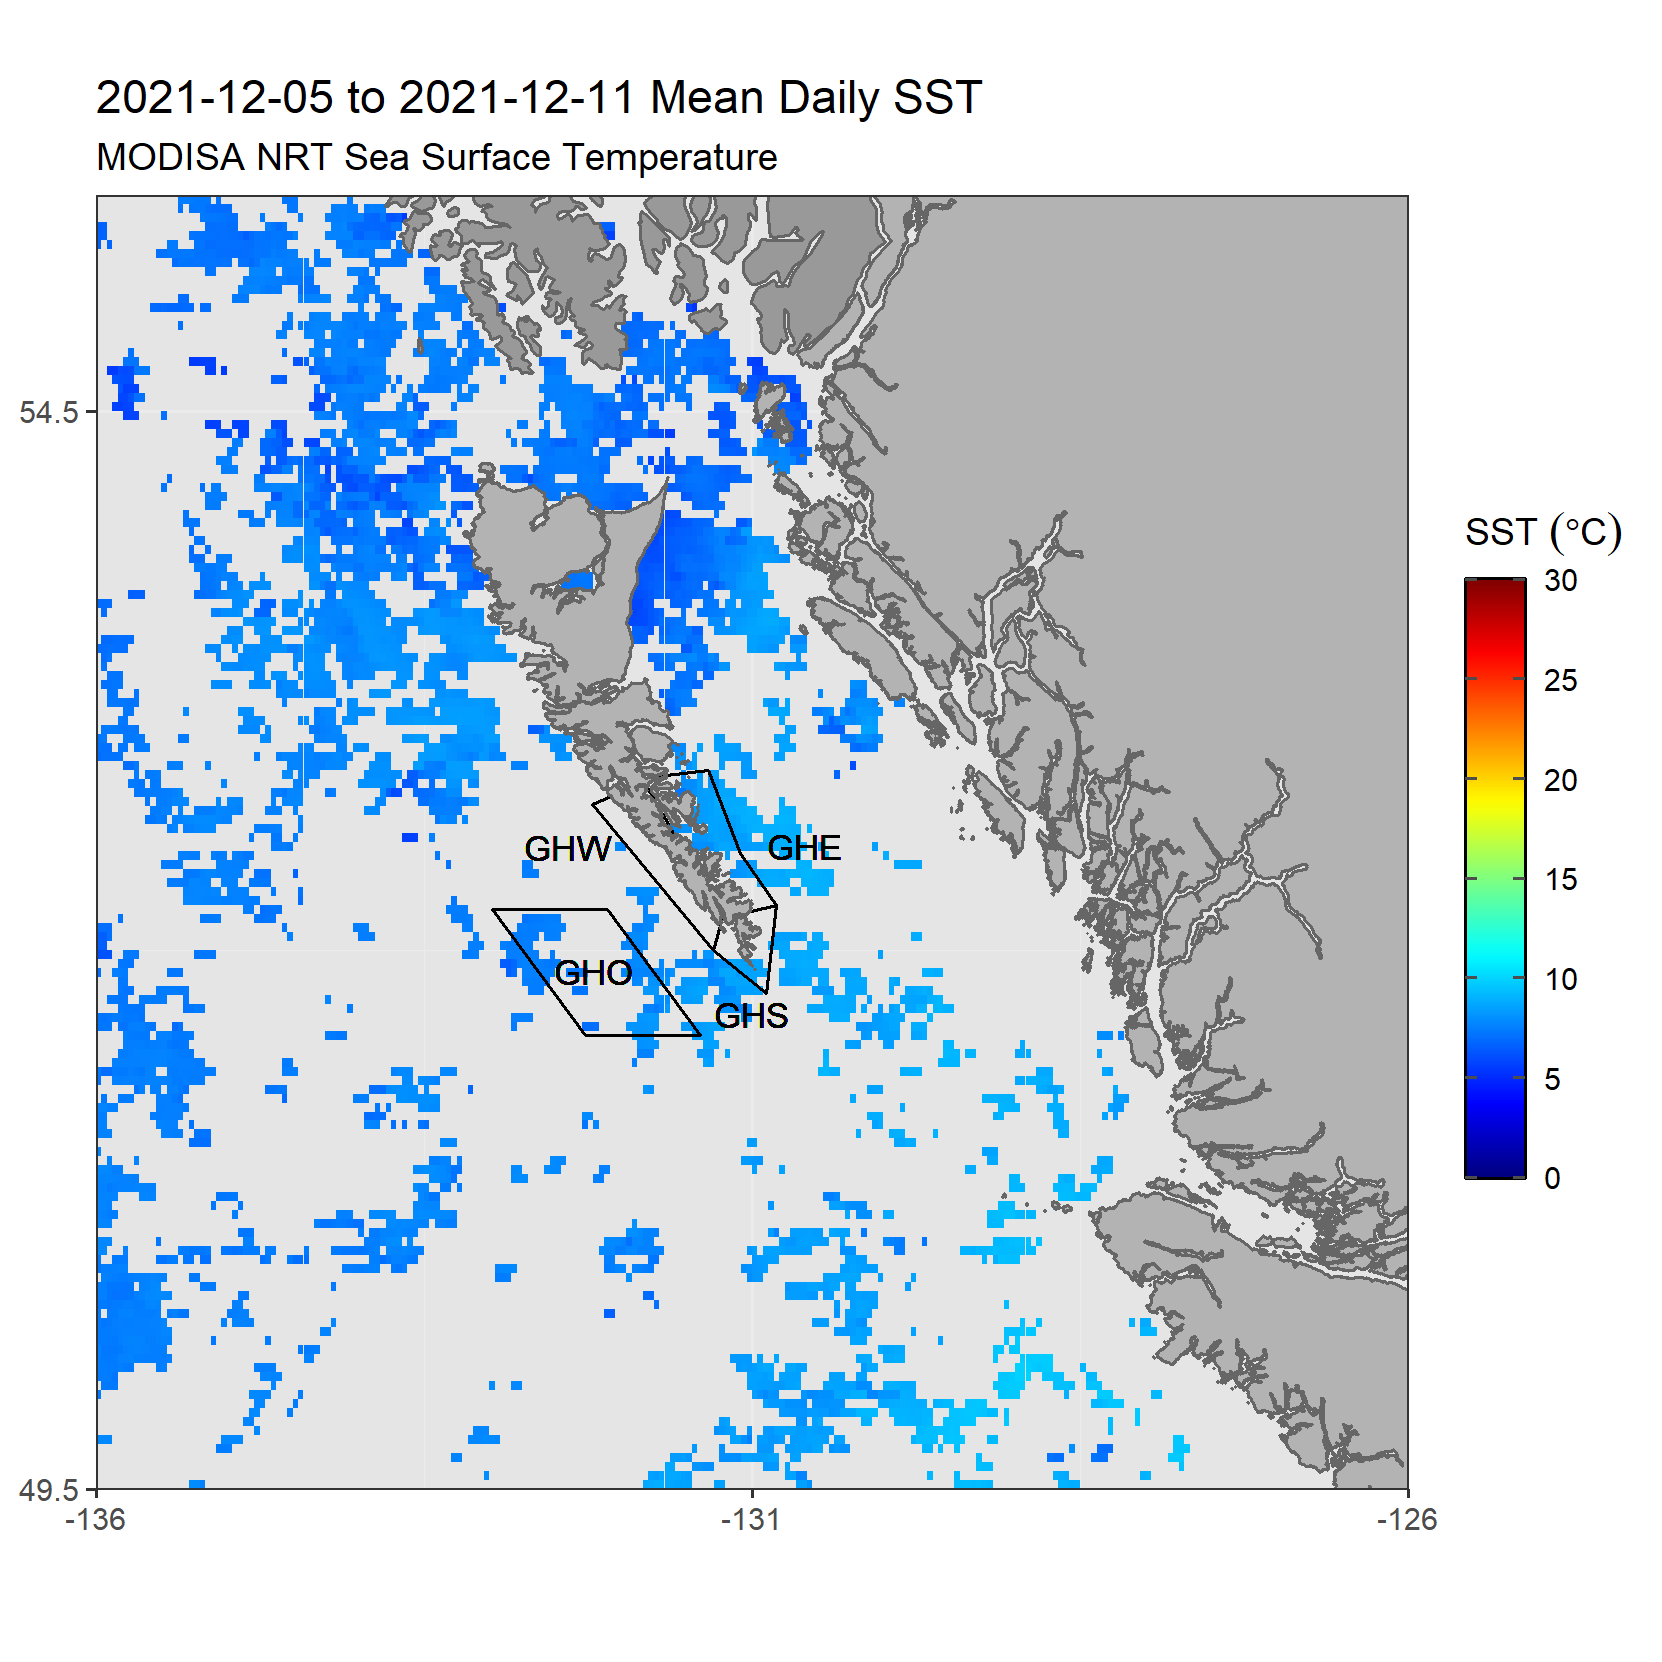 2021-12-05 to 2021-12-11 Mean Daily SST
MODISA NRT Sea Surface Temperature
54.5
49.5
-136
-131
-126
GHW
GHE
GHO
GHS
SST (°C)
30
25
20
15
10
5
0